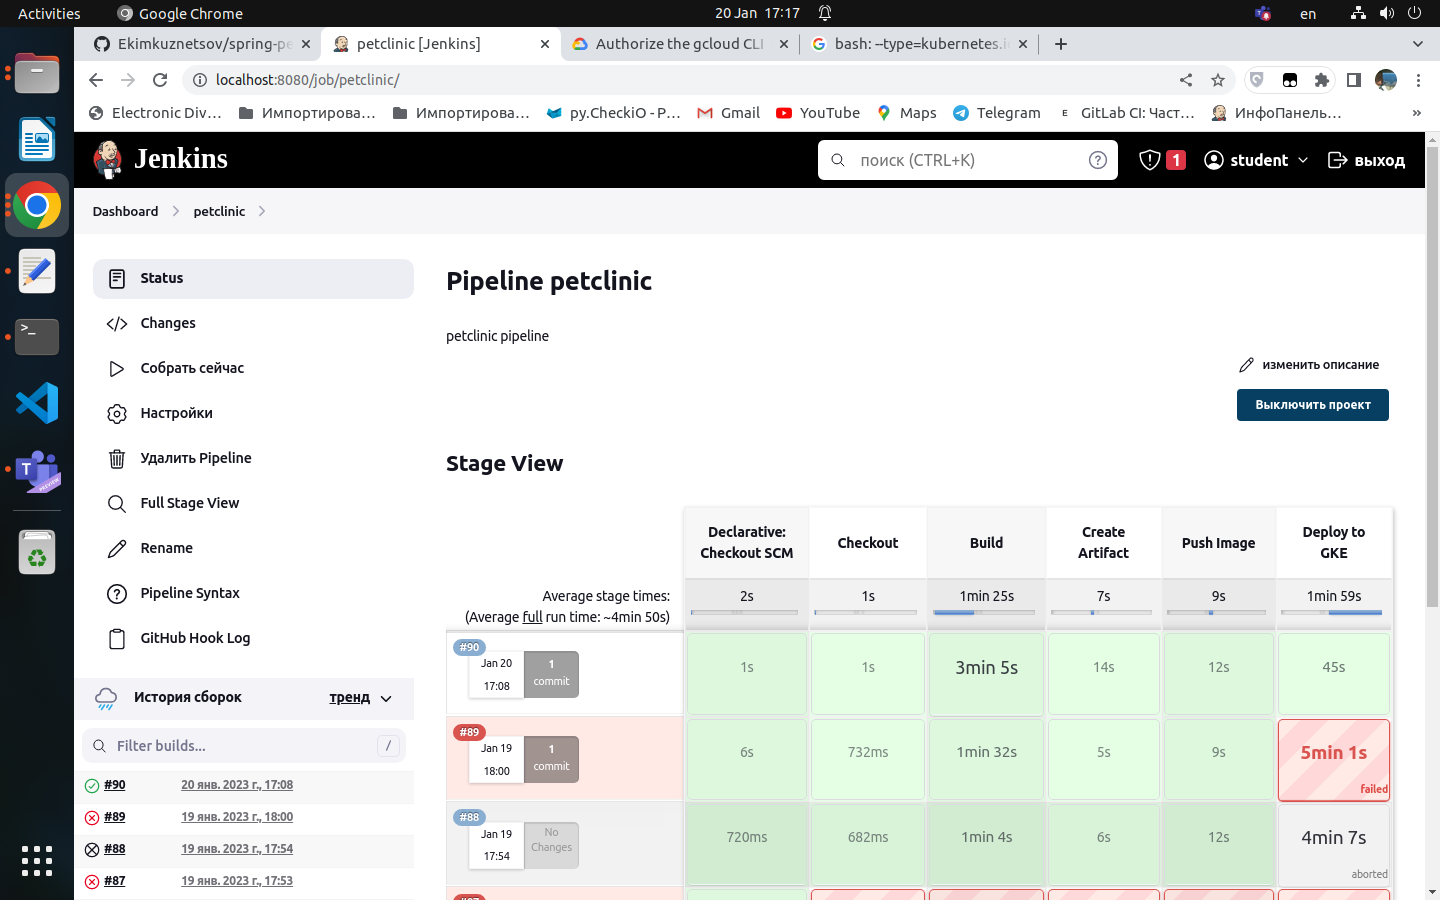 Activities
Google Chrome
20 Jan 17:17
en
Ekimkuznetsov/spring-pe
petclinic [Jenkins]
Authorize the gcloud CLI
bash: --type=kubernetes.i
localhost:8080/job/petclinic/
Electronic Div...
Импортирова...
Импортирова...
py.CheckiO - P...
Gmail
YouTube
Maps
Telegram
E GitLab CI: Част...
ИнфоПанель...
»
Jenkins
поиск (CTRL+K)
1
student
выход
Dashboard
petclinic
Status
Changes
Собрать сейчас
Настройки
Удалить Pipeline
Full Stage View
Rename
Pipeline Syntax
GitHub Hook Log
История сборок
тренд
Filter builds...
/
#90 20 янв. 2023 г., 17:08
#89 19 янв. 2023 г., 18:00
#88 19 янв. 2023 г., 17:54
#87 19 янв. 2023 г., 17:53
Pipeline petclinic
petclinic pipeline
изменить описание
Выключить проект
Stage View
Declarative: Checkout SCM
Checkout
Build
Create Artifact
Push Image
Deploy to GKE
Average stage times:
(Average full run time: ~4min 50s)
2s 1s 1min 25s 7s 9s 1min 59s
#90
Jan 20
17:08
1
commit
1s 1s 3min 5s 14s 12s 45s
#89
Jan 19
18:00
1
commit
6s 732ms 1min 32s 5s 9s 5min 1s
failed
#88
Jan 19
17:54
No
Changes
720ms 682ms 1min 4s 6s 12s 4min 7s
aborted